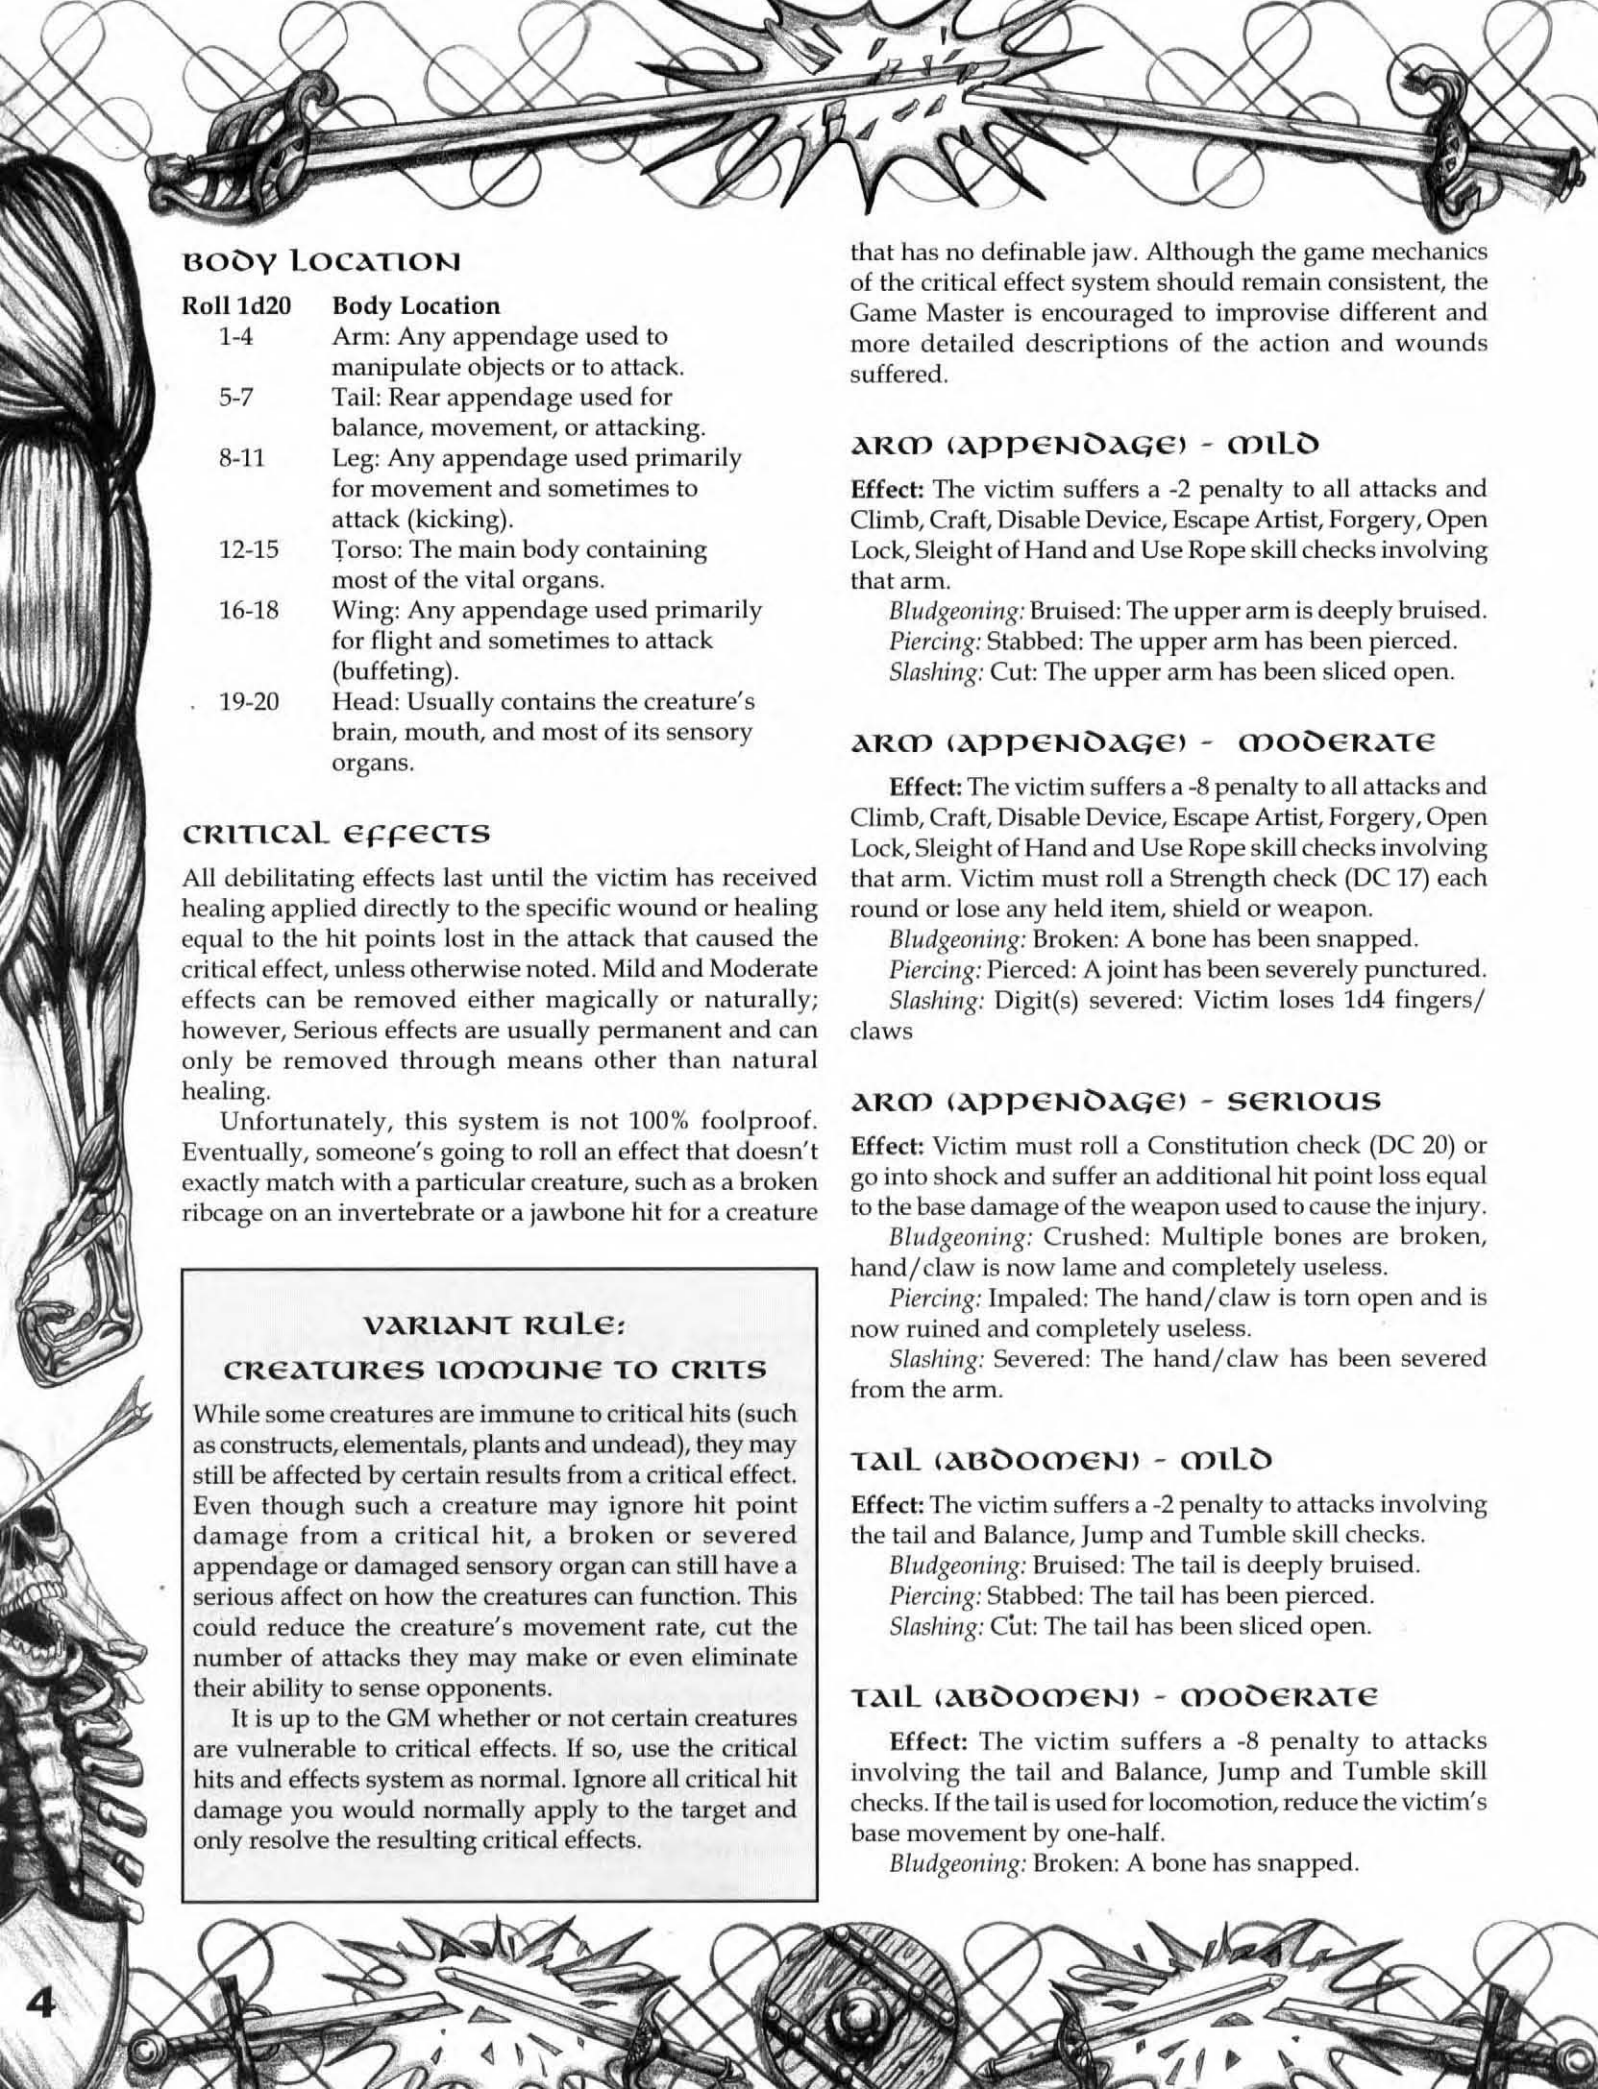 BODY LOCATION
Roll 1d20 Body Location
1-4 Arm: Any appendage used to
manipulate objects or to attack.
5-7 Tail: Rear appendage used for
balance, movement, or attacking.
8-11 Leg: Any appendage used primarily
for movement and sometimes to
attack (kicking).
12-15 Torso: The main body containing
most of the vital organs.
16-18 Wing: Any appendage used primarily
for flight and sometimes to attack
(buffeting).
19-20 Head: Usually contains the creature's
brain, mouth, and most of its sensory
organs.
CRITICAL EFFECTS
All debilitating effects last until the victim has received
healing applied directly to the specific wound or healing
equal to the hit points lost in the attack that caused the
critical effect, unless otherwise noted. Mild and Moderate
effects can be removed either magically or naturally;
however, Serious effects are usually permanent and can
only be removed through means other than natural
healing.
Unfortunately, this system is not 100% foolproof.
Eventually, someone's going to roll an effect that doesn't
exactly match with a particular creature, such as a broken
ribcage on an invertebrate or a jawbone hit for a creature
VARIANT RULE:
CREATURES IMMUNE TO CRITS
While some creatures are immune to critical hits (such
as constructs, elementals, plants and undead), they may
still be affected by certain results from a critical effect.
Even though such a creature may ignore hit point
damage from a critical hit, a broken or severed
appendage or damaged sensory organ can still have a
serious affect on how the creatures can function. This
could reduce the creature's movement rate, cut the
number of attacks they may make or even eliminate
their ability to sense opponents.
It is up to the GM whether or not certain creatures
are vulnerable to critical effects. If so, use the critical
hits and effects system as normal. Ignore all critical hit
damage you would normally apply to the target and
only resolve the resulting critical effects.
that has no definable jaw. Although the game mechanics
of the critical effect system should remain consistent, the
Game Master is encouraged to improvise different and
more detailed descriptions of the action and wounds
suffered.
ARM (APPENDAGE) - MILD
Effect: The victim suffers a -2 penalty to all attacks and
Climb, Craft, Disable Device, Escape Artist, Forgery, Open
Lock, Sleight of Hand and Use Rope skill checks involving
that arm.
Bludgeoning: Bruised: The upper arm is deeply bruised.
Piercing: Stabbed: The upper arm has been pierced.
Slashing: Cut: The upper arm has been sliced open.
ARM (APPENDAGE) - MODERATE
Effect: The victim suffers a -8 penalty to all attacks and
Climb, Craft, Disable Device, Escape Artist, Forgery, Open
Lock, Sleight of Hand and Use Rope skill checks involving
that arm. Victim must roll a Strength check (DC 17) each
round or lose any held item, shield or weapon.
Bludgeoning: Broken: A bone has been snapped.
Piercing: Pierced: A joint has been severely punctured.
Slashing: Digit(s) severed: Victim loses 1d4 fingers/
claws
ARM (APPENDAGE) - SERIOUS
Effect: Victim must roll a Constitution check (DC 20) or
go into shock and suffer an additional hit point loss equal
to the base damage of the weapon used to cause the injury.
Bludgeoning: Crushed: Multiple bones are broken,
hand/claw is now lame and completely useless.
Piercing: Impaled: The hand/claw is torn open and is
now ruined and completely useless.
Slashing: Severed: The hand/claw has been severed
from the arm.
TAIL (ABDOMEN) - MILD
Effect: The victim suffers a -2 penalty to attacks involving
the tail and Balance, Jump and Tumble skill checks.
Bludgeoning: Bruised: The tail is deeply bruised.
Piercing: Stabbed: The tail has been pierced.
Slashing: Cut: The tail has been sliced open.
TAIL (ABDOMEN) - MODERATE
Effect: The victim suffers a -8 penalty to attacks
involving the tail and Balance, Jump and Tumble skill
checks. If the tail is used for locomotion, reduce the victim's
base movement by one-half.
Bludgeoning: Broken: A bone has snapped.
4